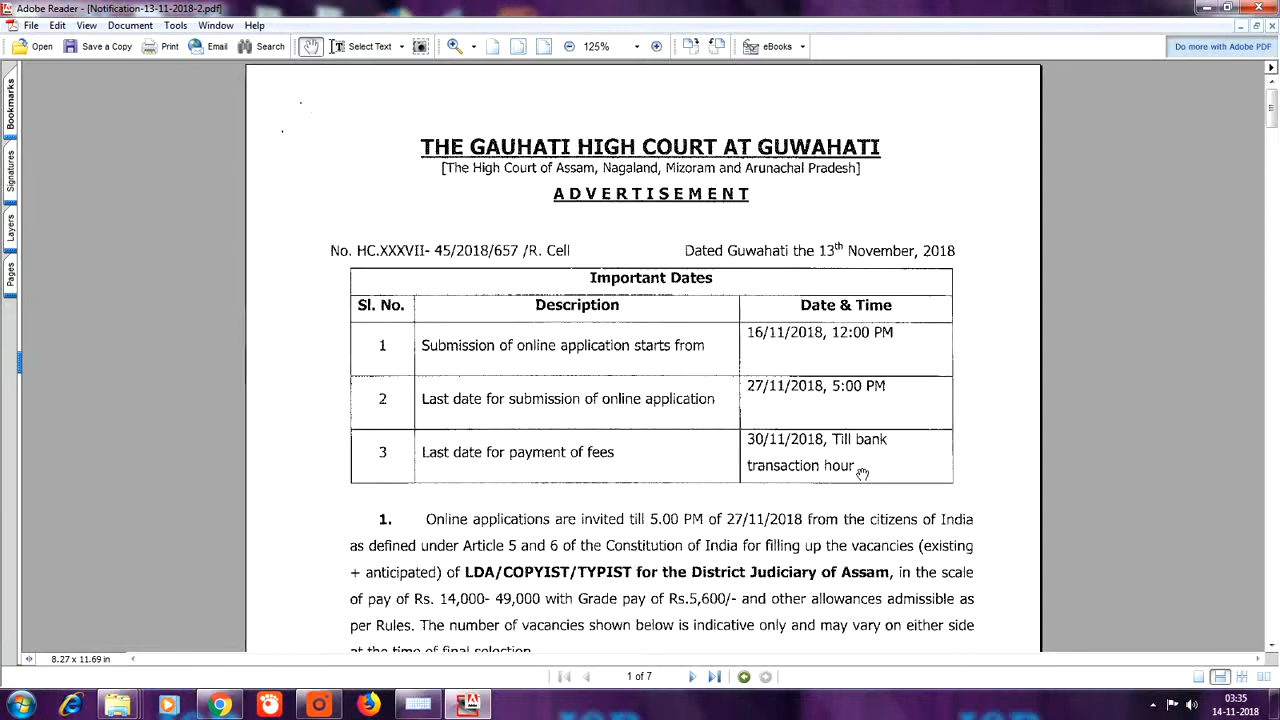 Adobe Reader - [Notification-13-11-2018-2.pdf]
File Edit View Document Tools Window Help
Open Save a Copy Print Email Search Select Text 125% eBooks Do more with Adobe PDF
Bookmarks
Signatures
Layers
Pages
THE GAUHATI HIGH COURT AT GUWAHATI
[The High Court of Assam, Nagaland, Mizoram and Arunachal Pradesh]
ADVERTISEMENT
No. HC.XXXVII- 45/2018/657 /R. Cell Dated Guwahati the 13th November, 2018
Important Dates
Sl. No. Description Date & Time
1 Submission of online application starts from 16/11/2018, 12:00 PM
2 Last date for submission of online application 27/11/2018, 5:00 PM
3 Last date for payment of fees 30/11/2018, Till bank
transaction hour
1. Online applications are invited till 5.00 PM of 27/11/2018 from the citizens of India
as defined under Article 5 and 6 of the Constitution of India for filling up the vacancies (existing
+ anticipated) of LDA/COPYIST/TYPIST for the District Judiciary of Assam, in the scale
of pay of Rs. 14,000- 49,000 with Grade pay of Rs.5,600/- and other allowances admissible as
per Rules. The number of vacancies shown below is indicative only and may vary on either side
at the time of final selection.
8.27 x 11.69 in
1 of 7
03:35
14-11-2018